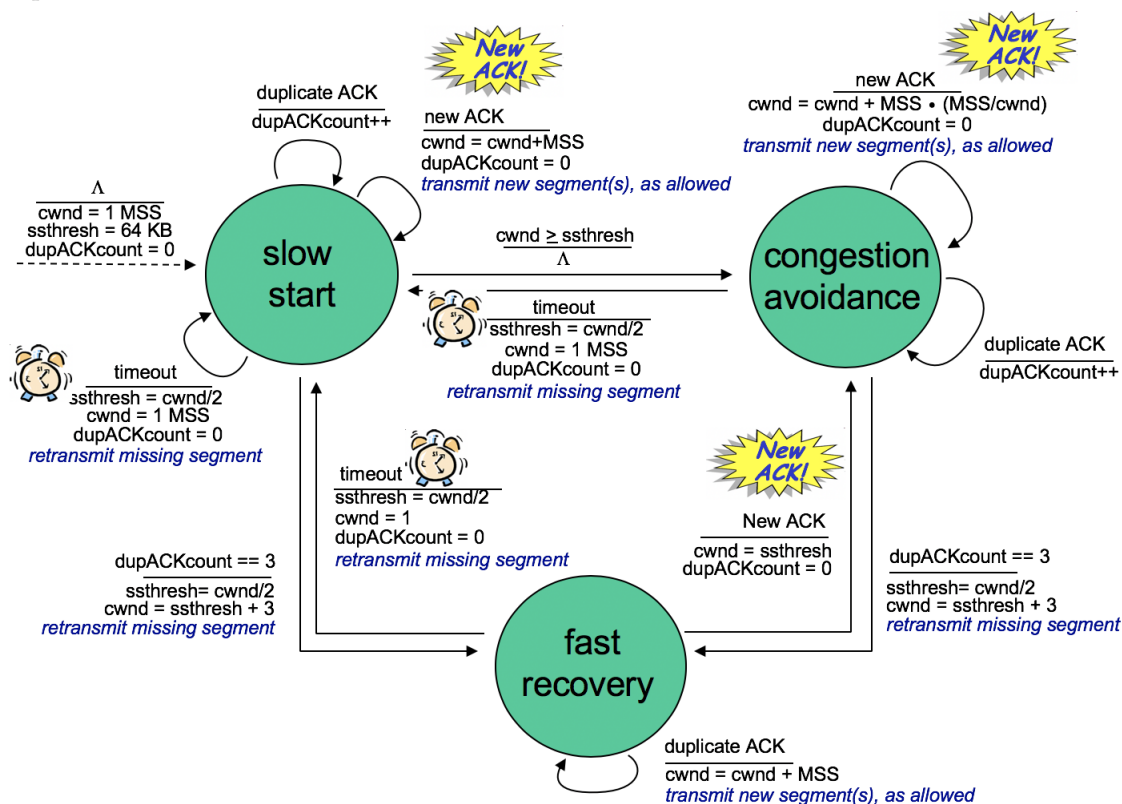 New
ACK!
duplicate ACK
dupACKcount++
new ACK
cwnd = cwnd+MSS
dupACKcount = 0
transmit new segment(s), as allowed
New
ACK!
new ACK
cwnd = cwnd + MSS • (MSS/cwnd)
dupACKcount = 0
transmit new segment(s), as allowed
Λ
cwnd = 1 MSS
ssthresh = 64 KB
dupACKcount = 0
slow
start
cwnd ≥ ssthresh
Λ
congestion
avoidance
timeout
ssthresh = cwnd/2
cwnd = 1 MSS
dupACKcount = 0
retransmit missing segment
timeout
ssthresh = cwnd/2
cwnd = 1 MSS
dupACKcount = 0
retransmit missing segment
duplicate ACK
dupACKcount++
timeout
ssthresh = cwnd/2
cwnd = 1
dupACKcount = 0
retransmit missing segment
New
ACK!
New ACK
cwnd = ssthresh
dupACKcount = 0
dupACKcount == 3
ssthresh= cwnd/2
cwnd = ssthresh + 3
retransmit missing segment
dupACKcount == 3
ssthresh= cwnd/2
cwnd = ssthresh + 3
retransmit missing segment
fast
recovery
duplicate ACK
cwnd = cwnd + MSS
transmit new segment(s), as allowed